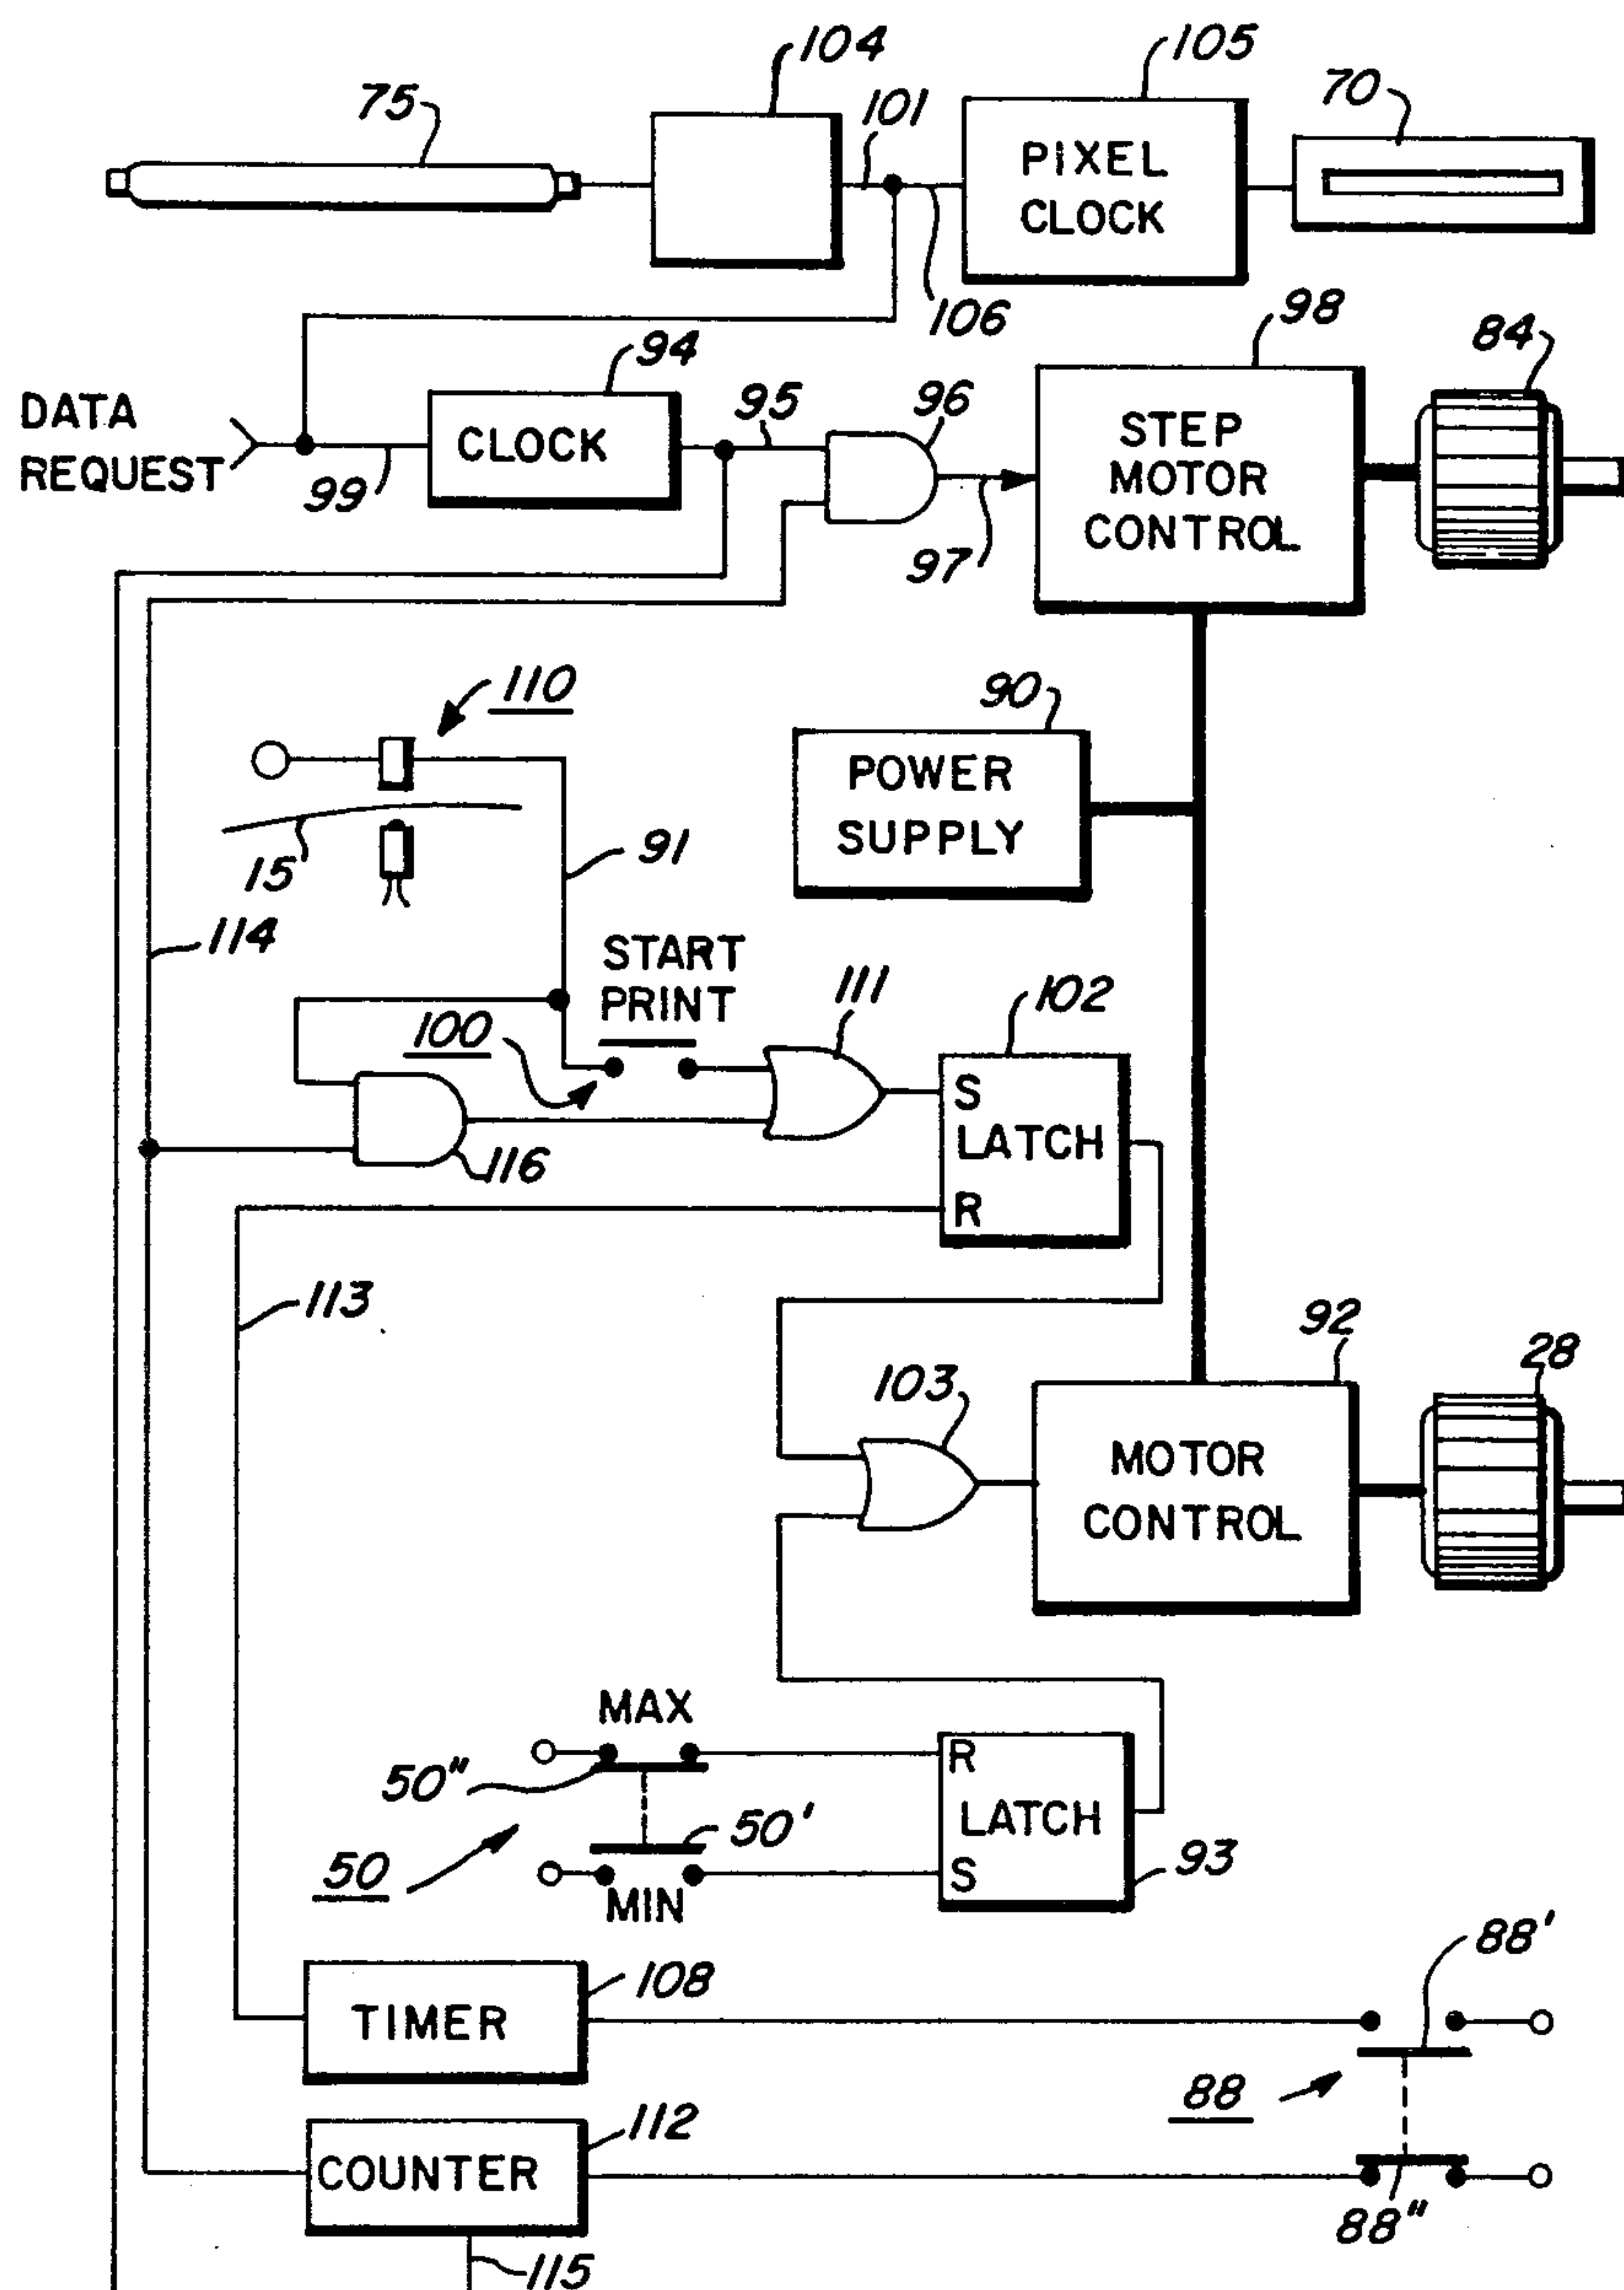 104
105
75
101
70
PIXEL
CLOCK
106
98
94
84
DATA
REQUEST
95
96
CLOCK
STEP
MOTOR
CONTROL
99
97
110
90
POWER
SUPPLY
15
91
114
START
PRINT
111
102
100
S
LATCH
116
R
113
92
28
103
MOTOR
CONTROL
MAX
R
50"
LATCH
50'
93
50
S
MIN
88'
108
TIMER
88
112
COUNTER
88"
115